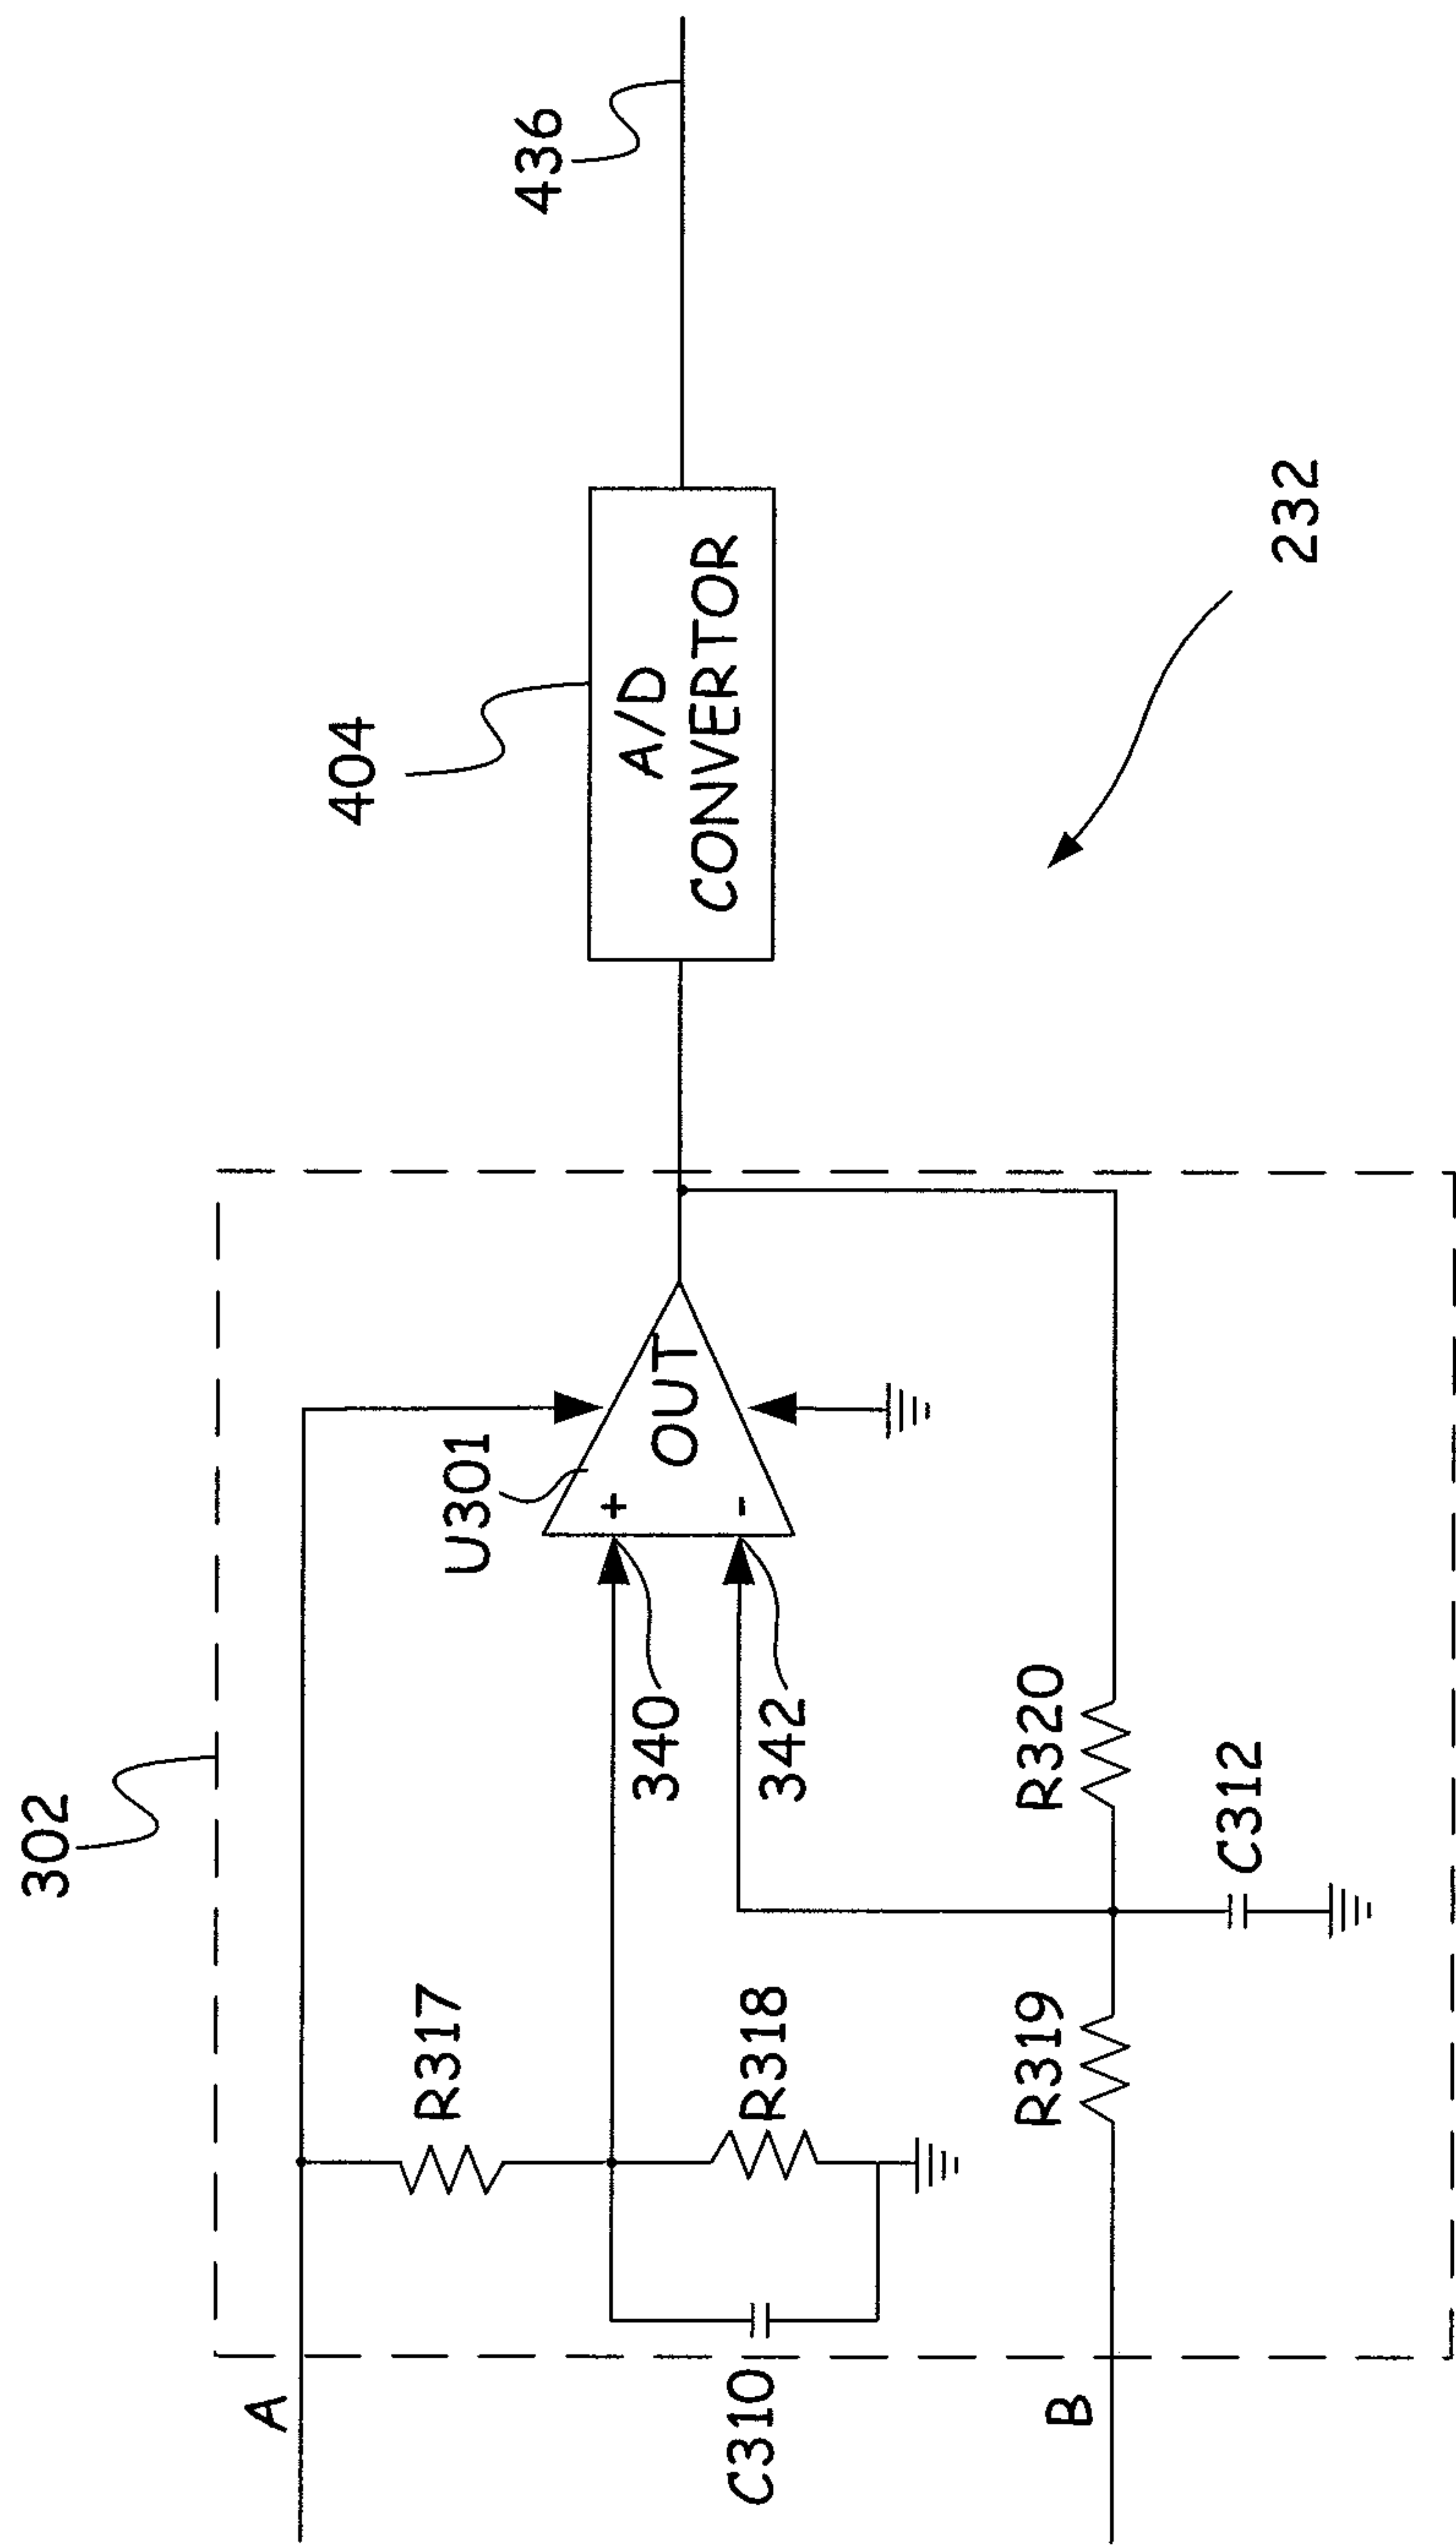 302
A
R317
C310
R318
340
342
U301
+
-
OUT
B
R319
R320
C312
404
A/D
CONVERTOR
436
232